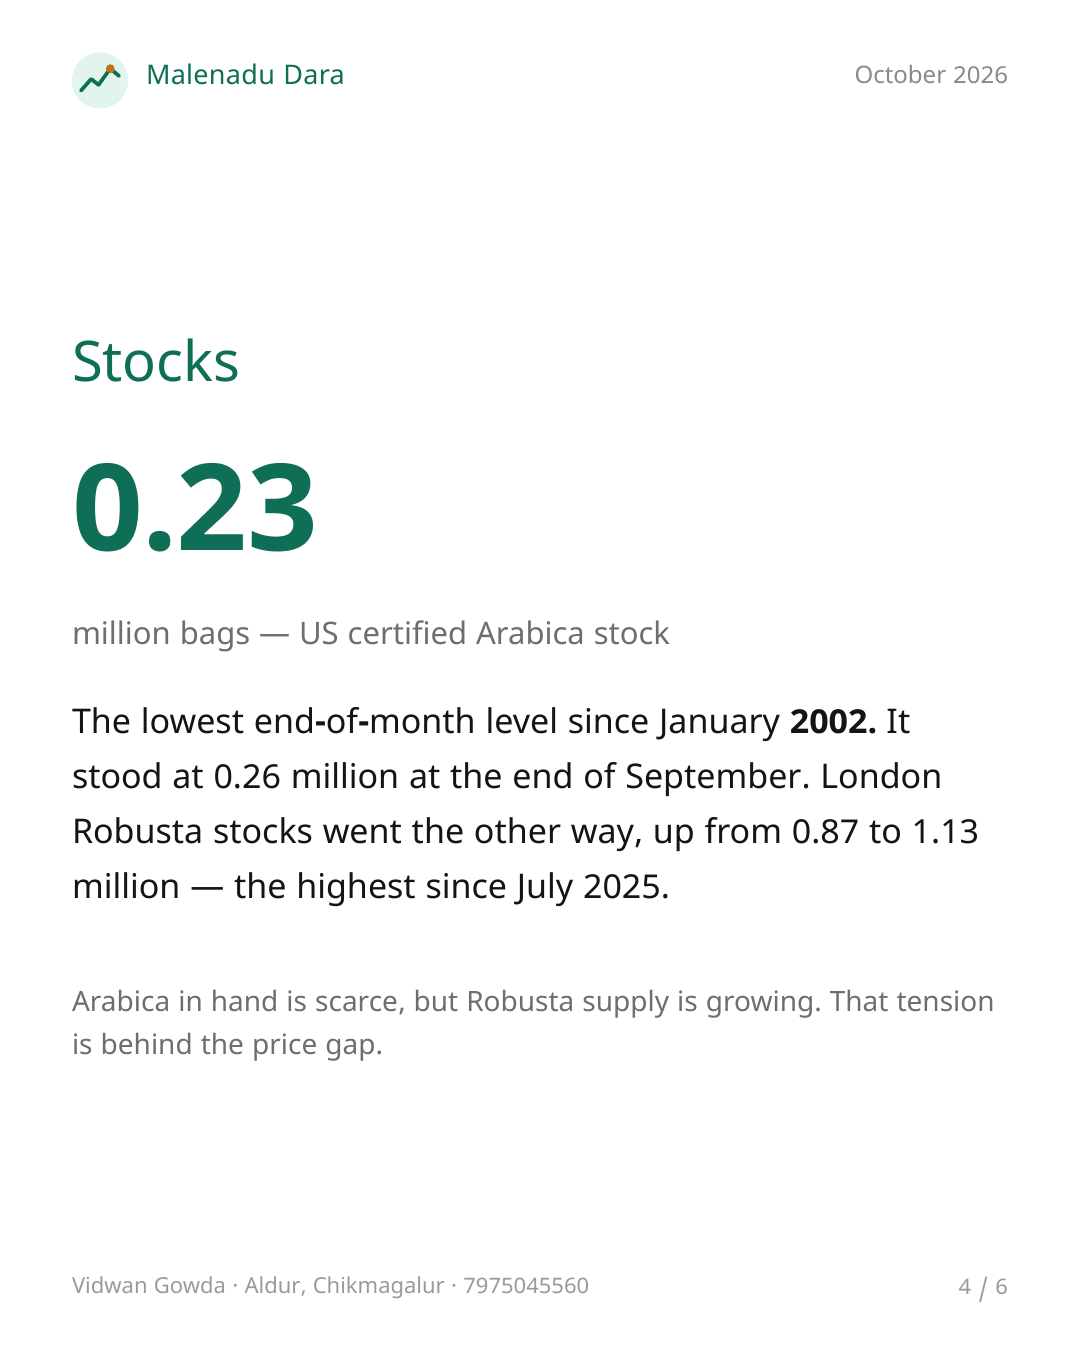 Malenadu Dara
October 2026
Stocks
0.23
million bags — US certified Arabica stock
The lowest end-of-month level since January 2002. It
stood at 0.26 million at the end of September. London
Robusta stocks went the other way, up from 0.87 to 1.13
million — the highest since July 2025.
Arabica in hand is scarce, but Robusta supply is growing. That tension
is behind the price gap.
Vidwan Gowda · Aldur, Chikmagalur · 7975045560
4 / 6